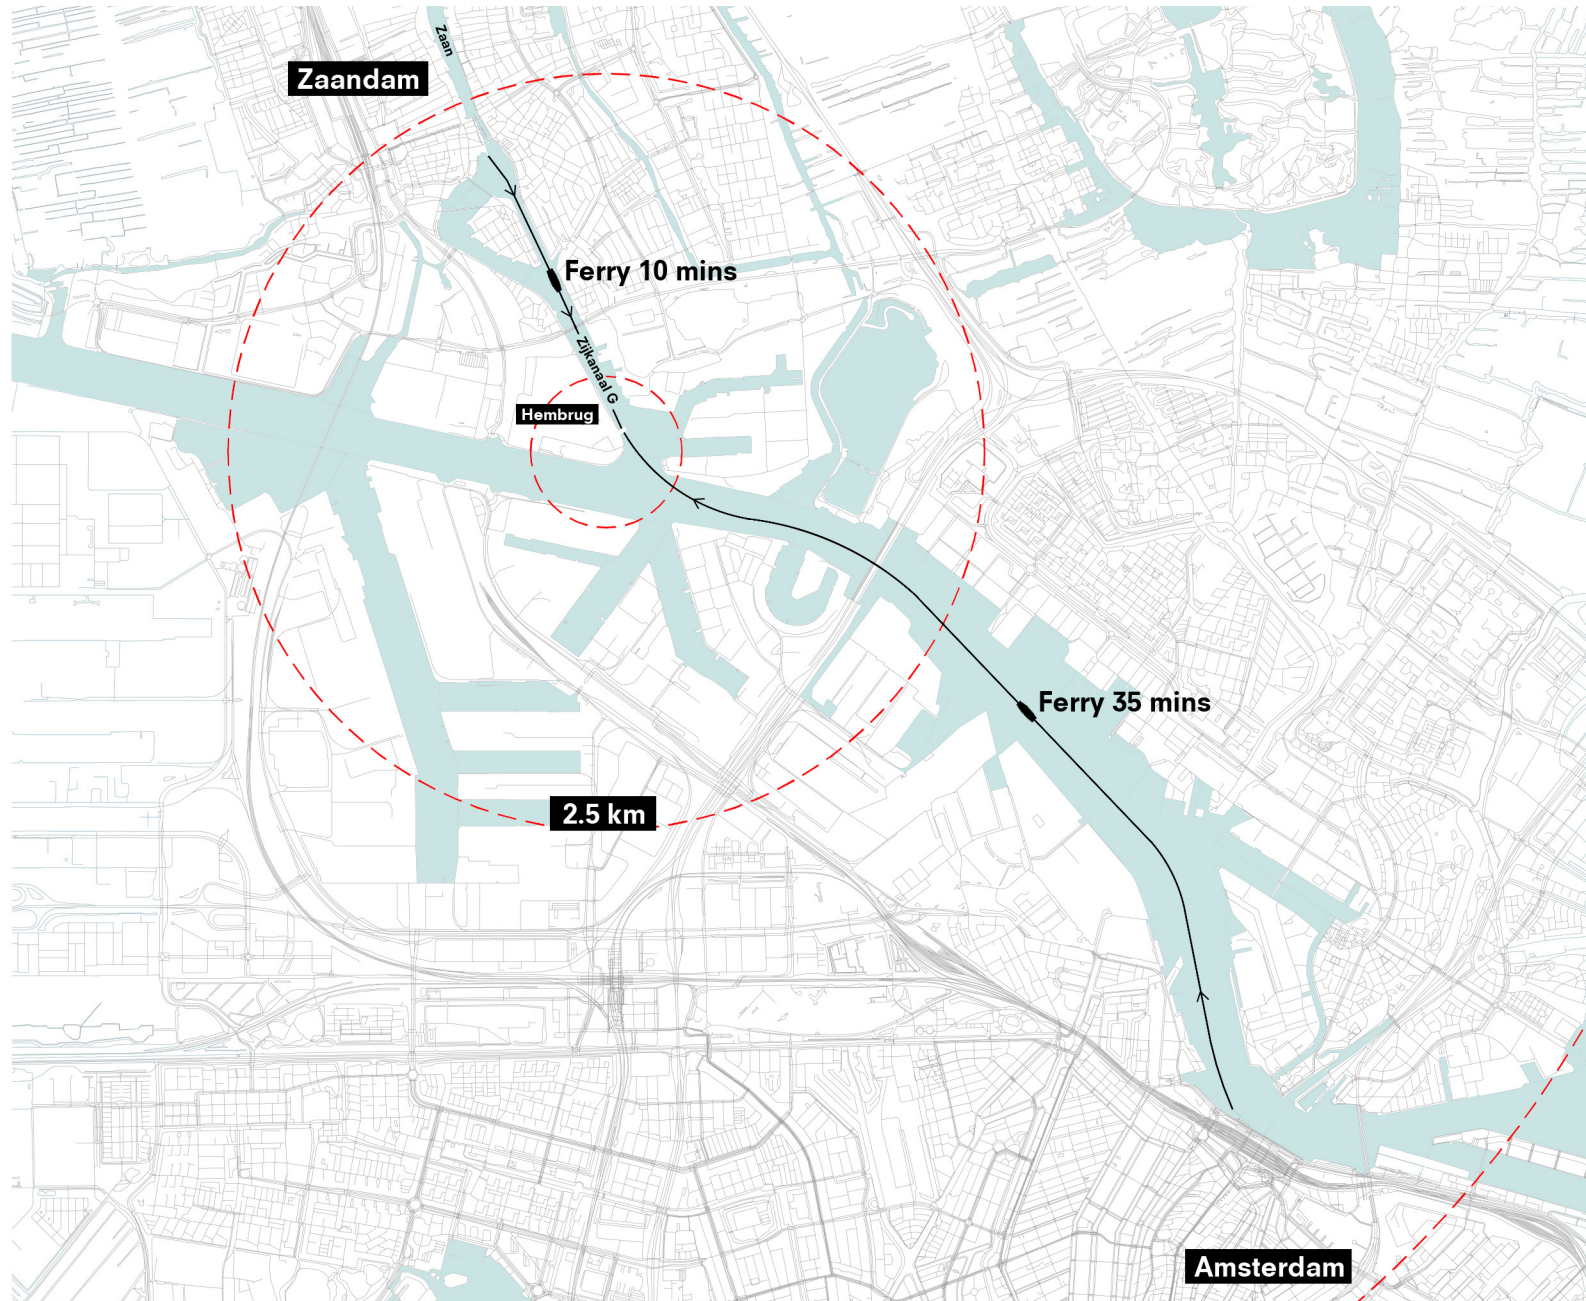 Zaan
Zaandam
Ferry 10 mins
Zijkanaal G
Hembrug
Ferry 35 mins
2.5 km
Amsterdam